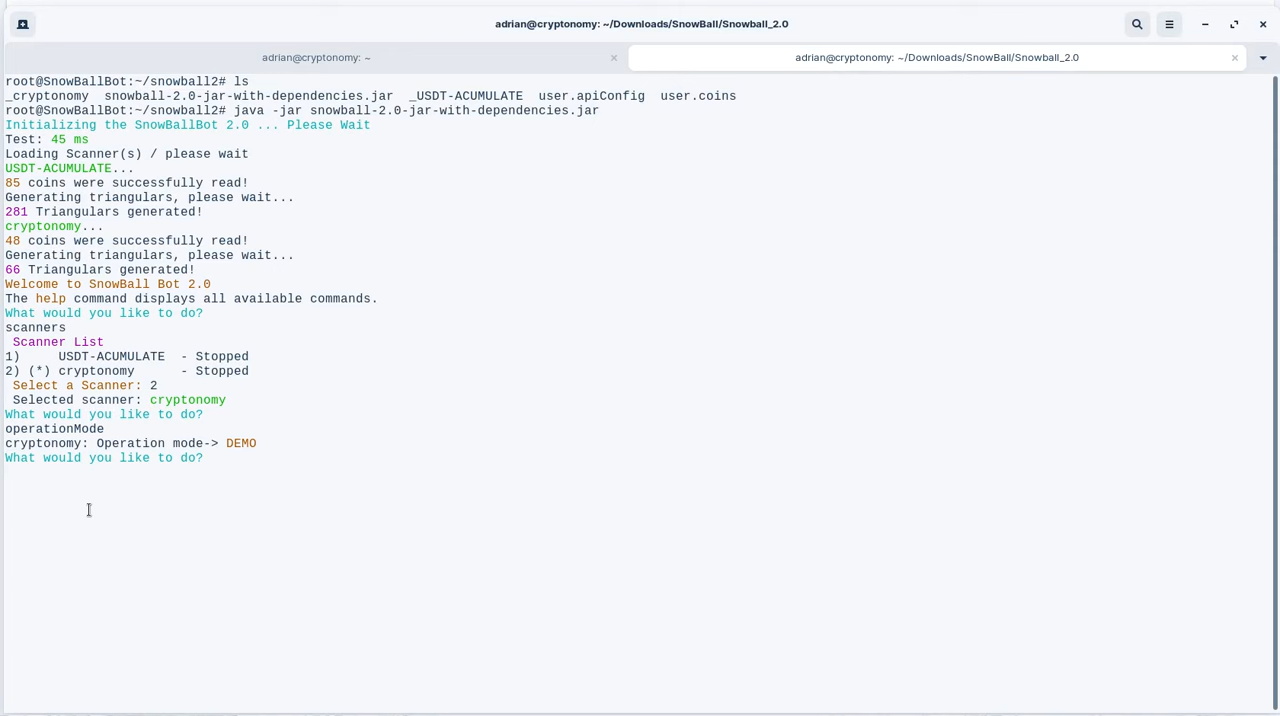 adrian@cryptonomy: ~/Downloads/SnowBall/Snowball_2.0
adrian@cryptonomy: ~
adrian@cryptonomy: ~/Downloads/SnowBall/Snowball_2.0
root@SnowBallBot:~/snowball2# ls
_cryptonomy  snowball-2.0-jar-with-dependencies.jar  _USDT-ACUMULATE  user.apiConfig  user.coins
root@SnowBallBot:~/snowball2# java -jar snowball-2.0-jar-with-dependencies.jar
Initializing the SnowBallBot 2.0 ... Please Wait
Test: 45 ms
Loading Scanner(s) / please wait
USDT-ACUMULATE...
85 coins were successfully read!
Generating triangulars, please wait...
281 Triangulars generated!
cryptonomy...
48 coins were successfully read!
Generating triangulars, please wait...
66 Triangulars generated!
Welcome to SnowBall Bot 2.0
The help command displays all available commands.
What would you like to do?
scanners
Scanner List
1)     USDT-ACUMULATE  - Stopped
2) (*) cryptonomy      - Stopped
Select a Scanner: 2
Selected scanner: cryptonomy
What would you like to do?
operationMode
cryptonomy: Operation mode-> DEMO
What would you like to do?